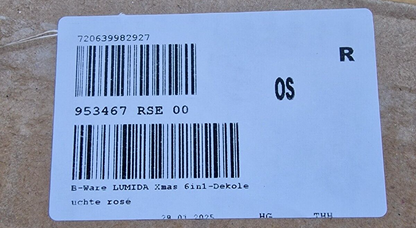 720639982927
R
OS
953467 RSE 00
B-Ware LUMIDA Xmas 6in1-Dekole
uchte rose
29.01.2025 HG THH